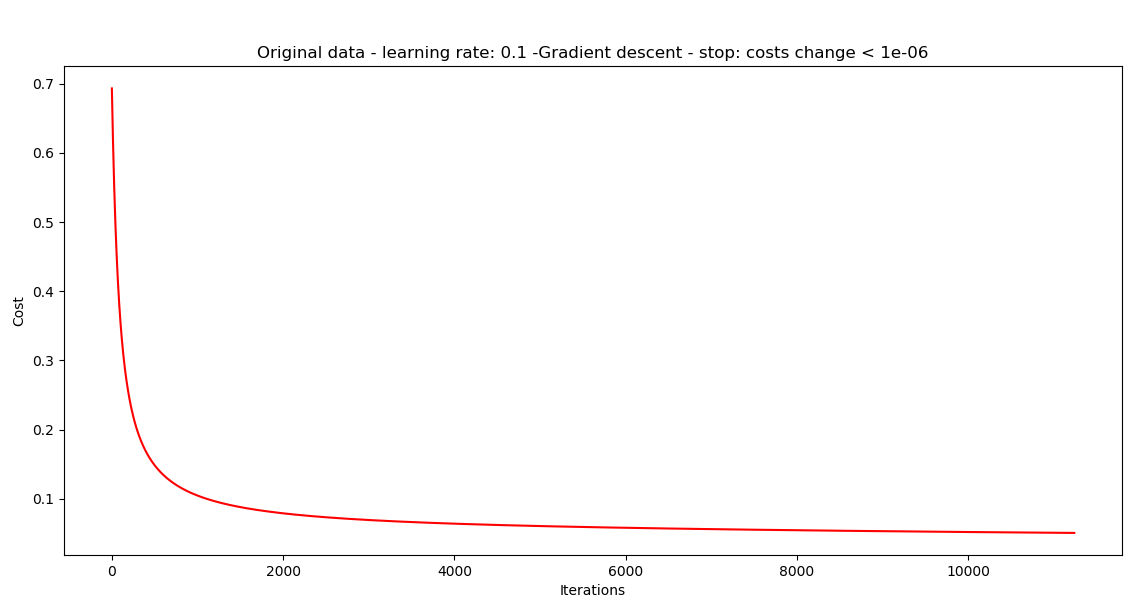 Original data - learning rate: 0.1 -Gradient descent - stop: costs change < 1e-06
0.7
0.6
0.5
0.4
0.3
0.2
0.1
Cost
0 2000 4000 6000 8000 10000
Iterations